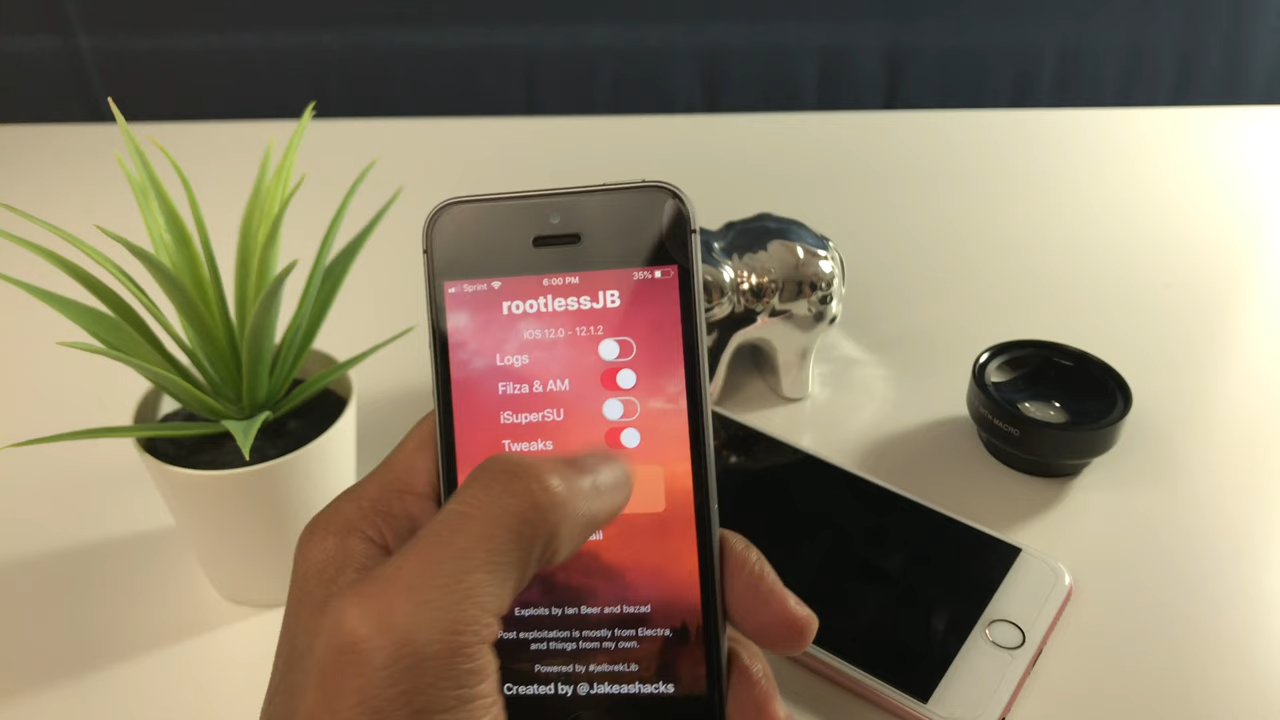 Sprint 6:00 PM 35%
rootlessJB
iOS 12.0 - 12.1.2
Logs
Filza & AM
iSuperSU
Tweaks
all
Exploits by Ian Beer and bazad
Post exploitation is mostly from Electra,
and things from my own.
Powered by #jelbrekLib
Created by @Jakeashacks
MACRO